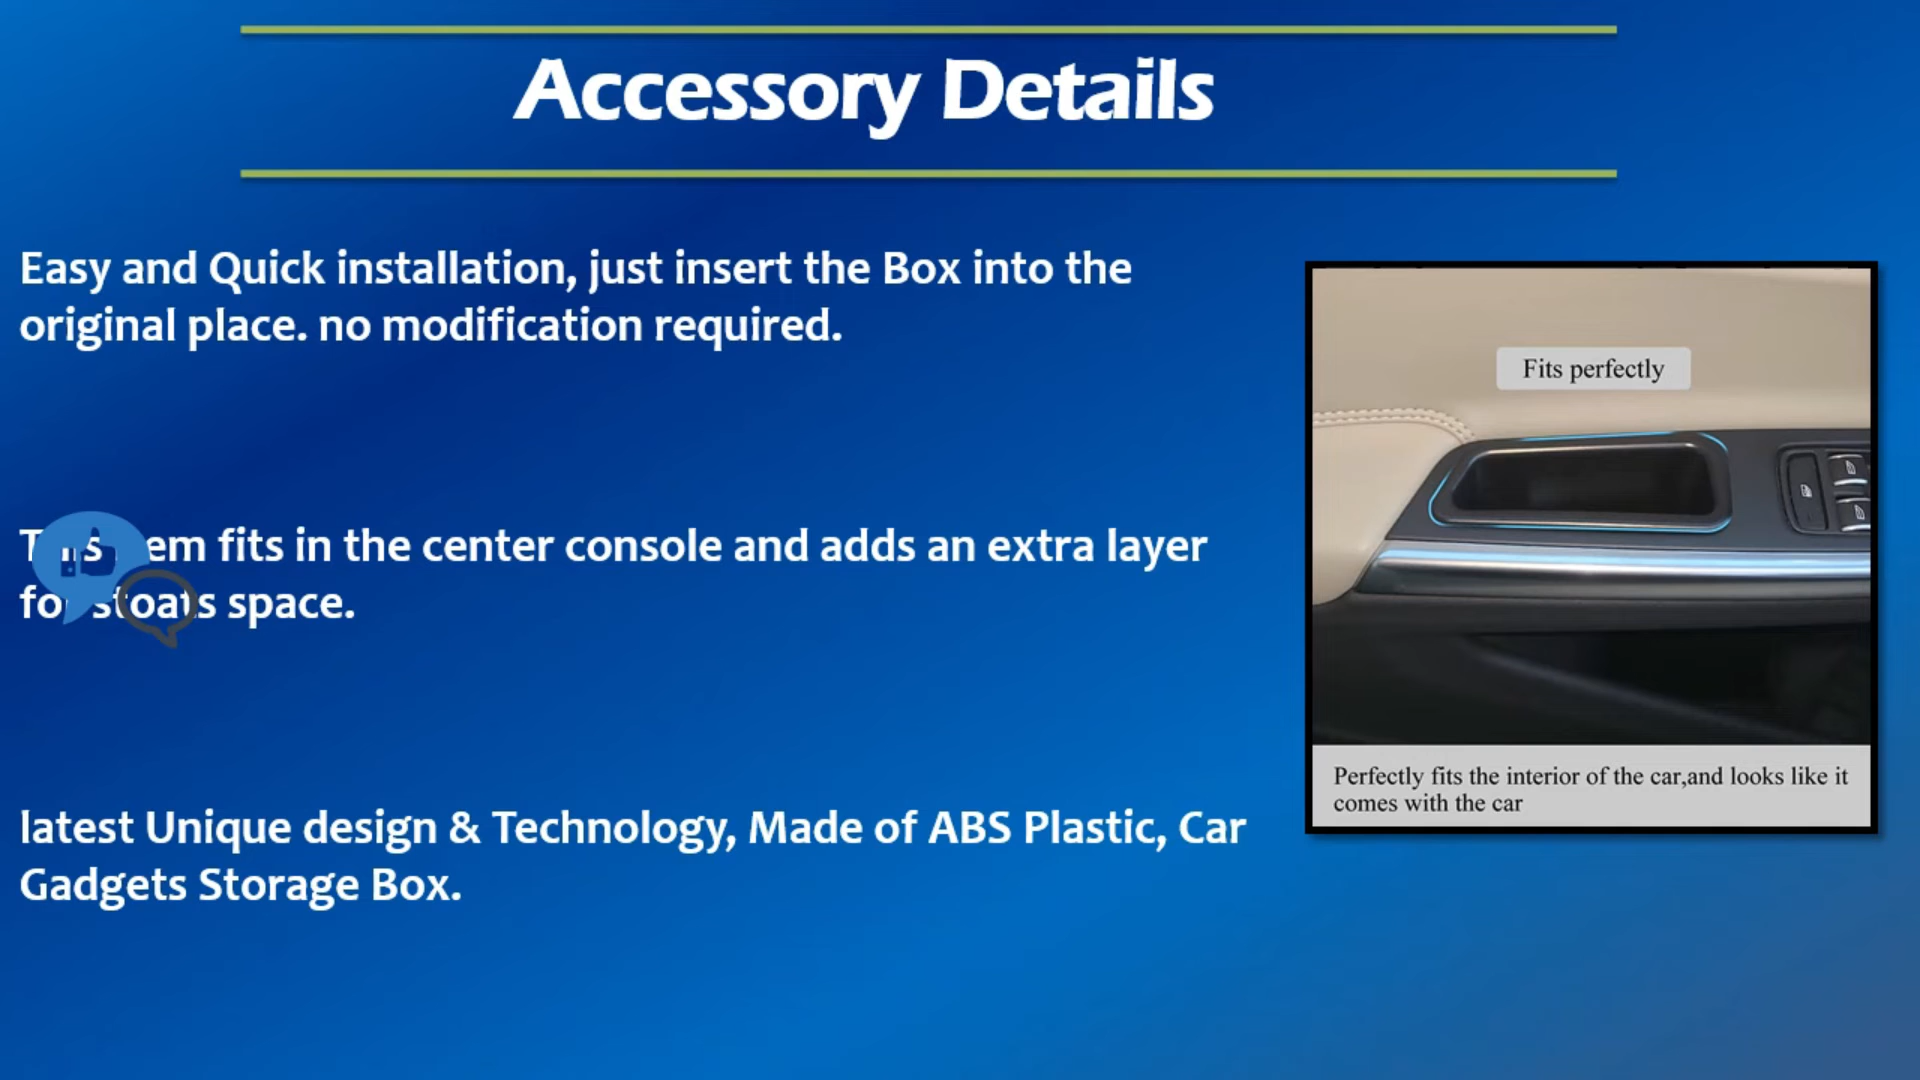 Accessory Details
Easy and Quick installation, just insert the Box into the
original place. no modification required.
fits in the center console and adds an extra layer
space.
latest Unique design & Technology, Made of ABS Plastic, Car
Gadgets Storage Box.
Fits perfectly
Perfectly fits the interior of the car,and looks like it
comes with the car